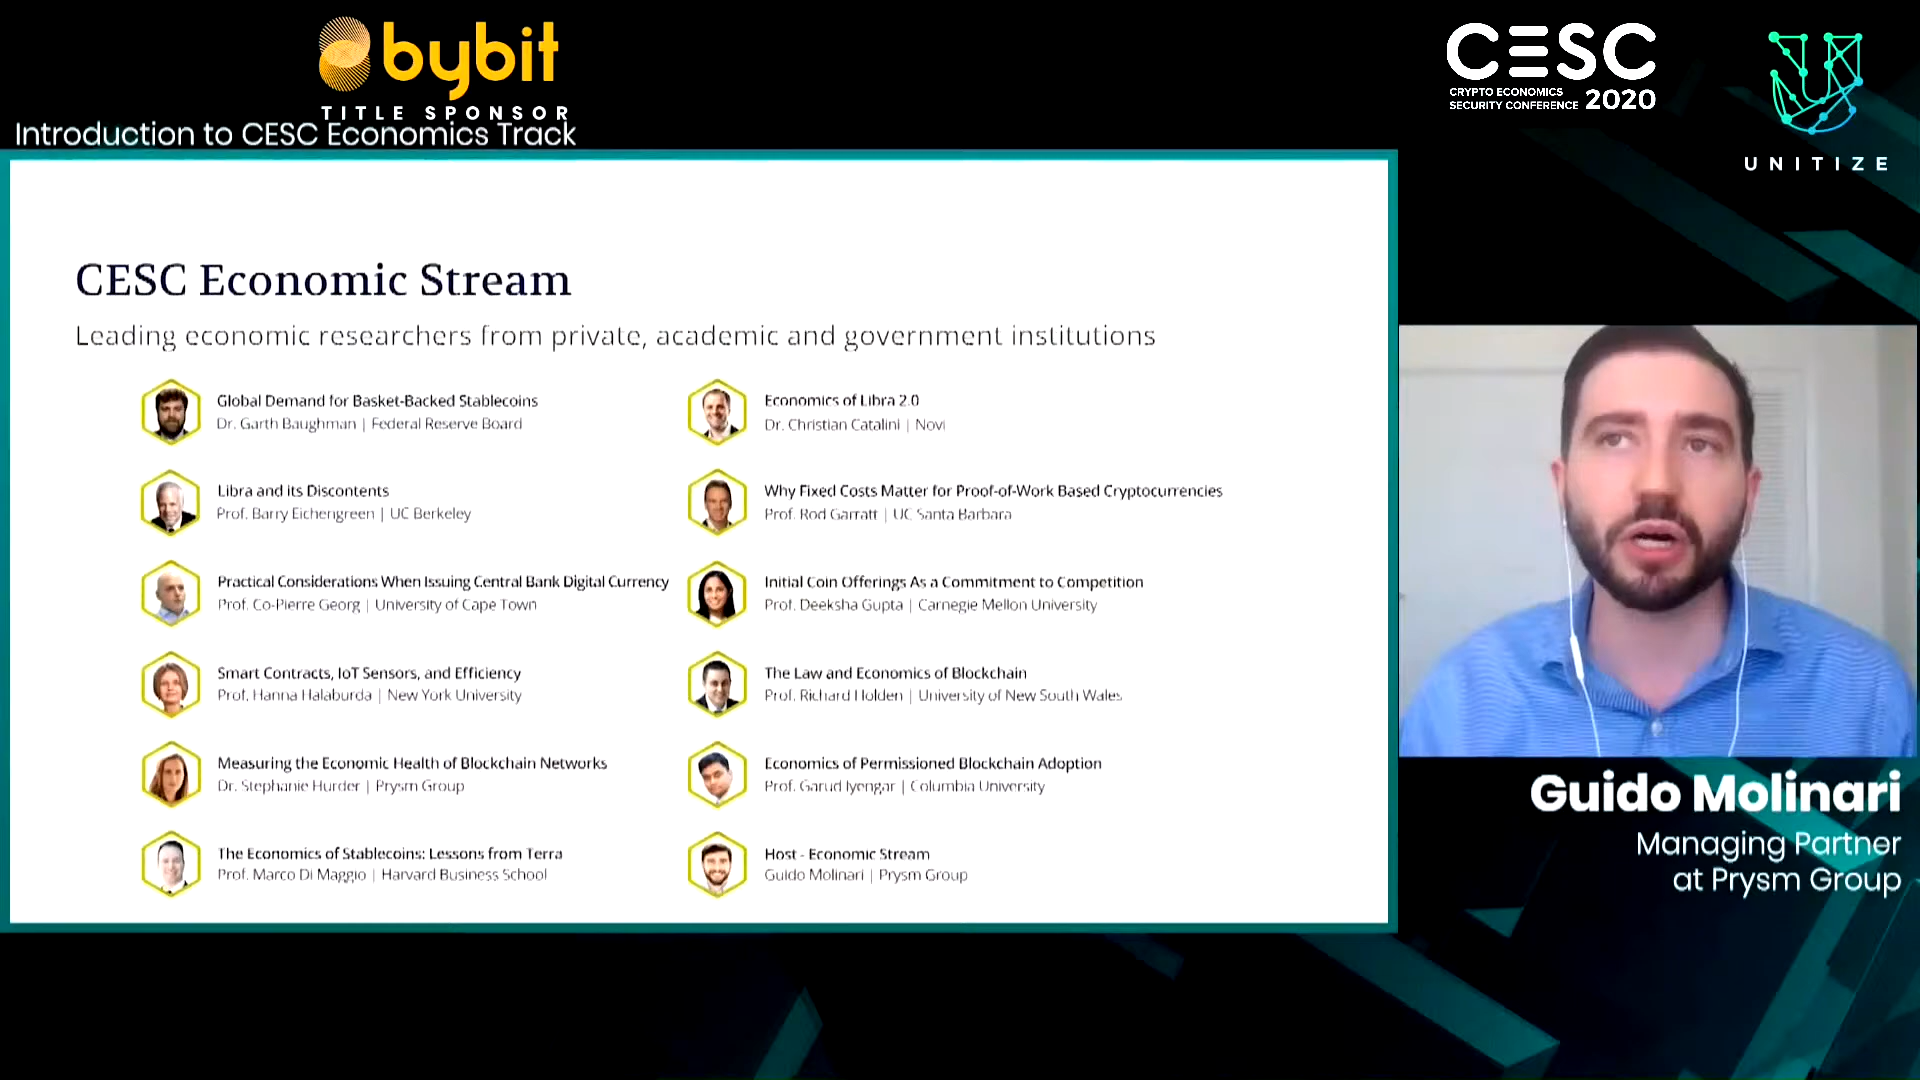 bybit
TITLE SPONSOR
Introduction to CESC Economics Track
CESC
CRYPTO ECONOMICS
SECURITY CONFERENCE 2020
UNITIZE
CESC Economic Stream
Leading economic researchers from private, academic and government institutions
Global Demand for Basket-Backed Stablecoins
Dr. Garth Baughman | Federal Reserve Board
Libra and its Discontents
Prof. Barry Eichengreen | UC Berkeley
Practical Considerations When Issuing Central Bank Digital Currency
Prof. Co-Pierre Georg | University of Cape Town
Smart Contracts, IoT Sensors, and Efficiency
Prof. Hanna Halaburda | New York University
Measuring the Economic Health of Blockchain Networks
Dr. Stephanie Hurder | Prysm Group
The Economics of Stablecoins: Lessons from Terra
Prof. Marco Di Maggio | Harvard Business School
Economics of Libra 2.0
Dr. Christian Catalini | Novi
Why Fixed Costs Matter for Proof-of-Work Based Cryptocurrencies
Prof. Rod Garratt | UC Santa Barbara
Initial Coin Offerings As a Commitment to Competition
Prof. Deeksha Gupta | Carnegie Mellon University
The Law and Economics of Blockchain
Prof. Richard Holden | University of New South Wales
Economics of Permissioned Blockchain Adoption
Prof. Garud Iyengar | Columbia University
Host - Economic Stream
Guido Molinari | Prysm Group
Guido Molinari
Managing Partner
at Prysm Group